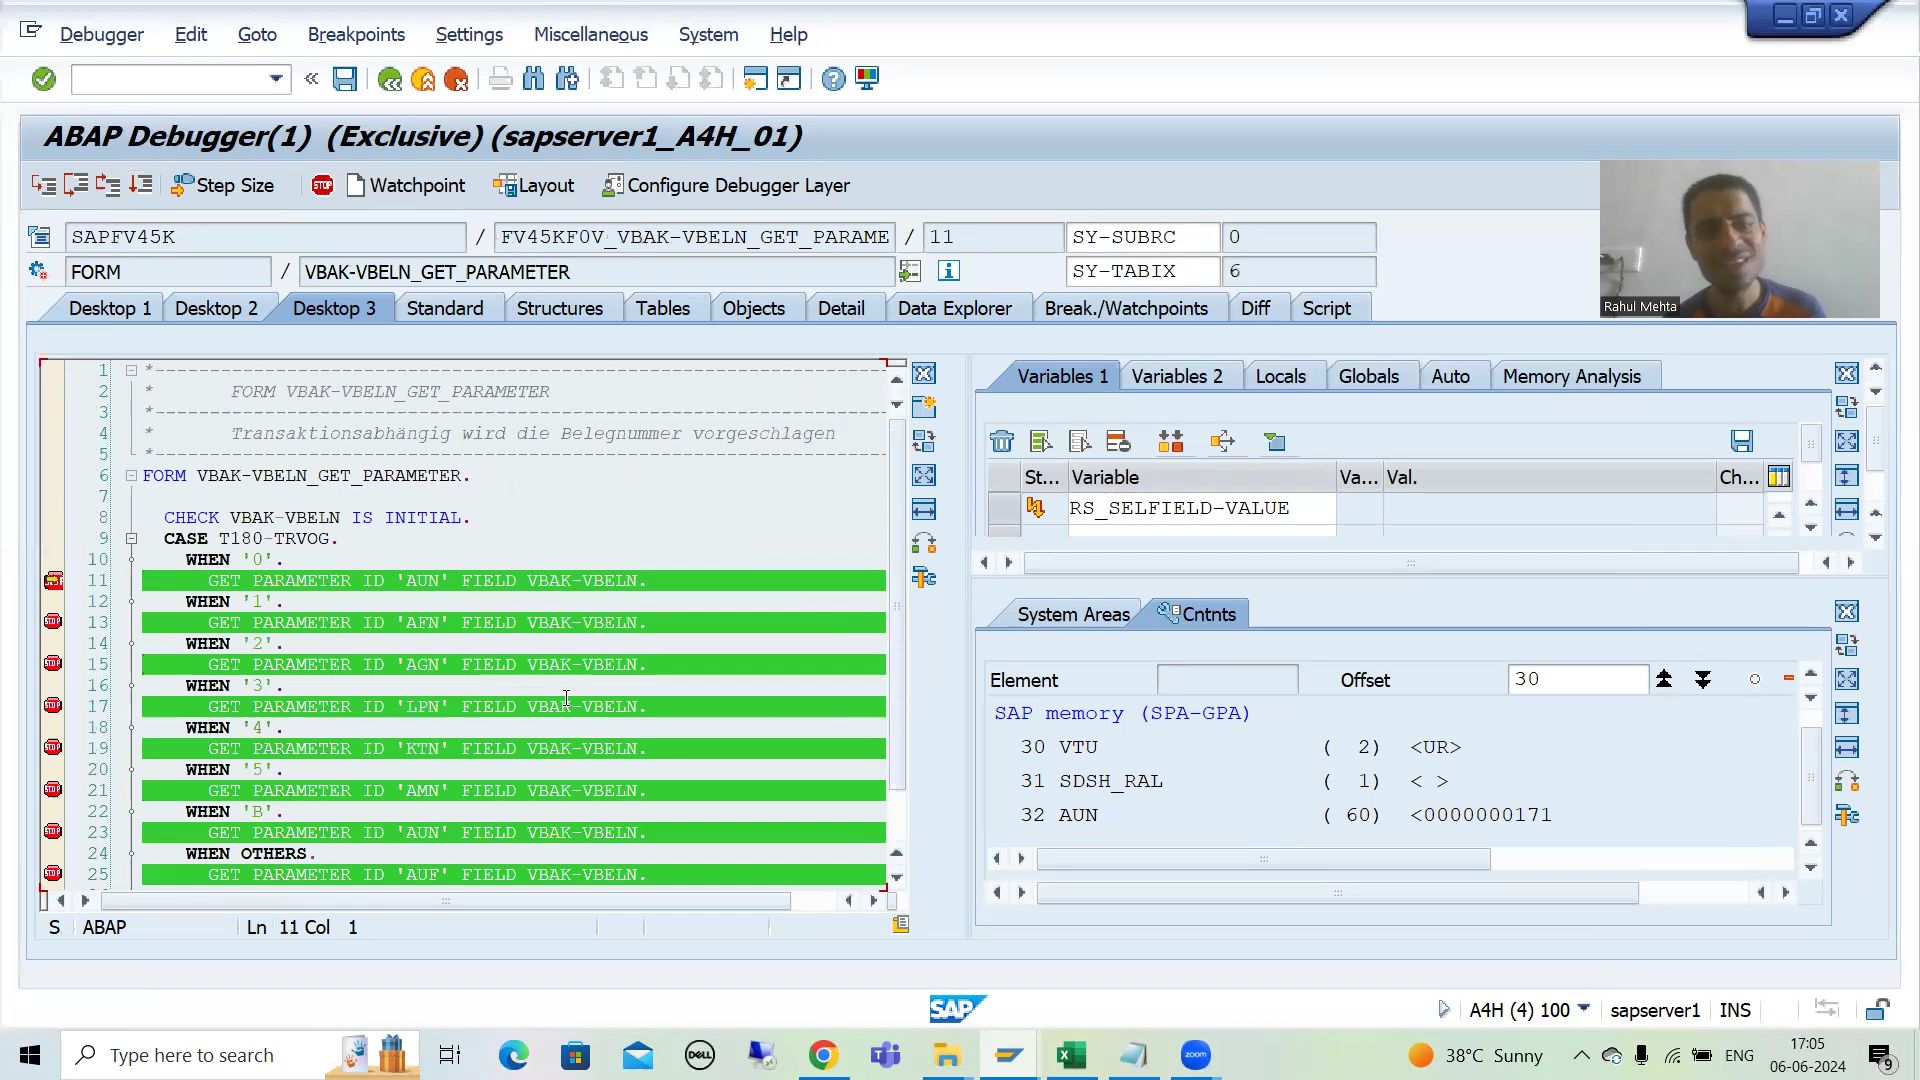 Debugger Edit Goto Breakpoints Settings Miscellaneous System Help
ABAP Debugger(1) (Exclusive) (sapserver1_A4H_01)
Step Size STOP Watchpoint Layout Configure Debugger Layer
SAPFV45K / FV45KF0V_VBAK-VBELN_GET_PARAME / 11 SY-SUBRC 0
FORM / VBAK-VBELN_GET_PARAMETER SY-TABIX 6
Rahul Mehta
Desktop 1 Desktop 2 Desktop 3 Standard Structures Tables Objects Detail Data Explorer Break./Watchpoints Diff Script
1 *----------------------------------------------------------------
2 * FORM VBAK-VBELN_GET_PARAMETER
3 *----------------------------------------------------------------
4 * Transaktionsabhängig wird die Belegnummer vorgeschlagen
5 *----------------------------------------------------------------
6 FORM VBAK-VBELN_GET_PARAMETER.
7
8 CHECK VBAK-VBELN IS INITIAL.
9 CASE T180-TRVOG.
10 WHEN '0'.
11 GET PARAMETER ID 'AUN' FIELD VBAK-VBELN.
12 WHEN '1'.
13 GET PARAMETER ID 'AFN' FIELD VBAK-VBELN.
14 WHEN '2'.
15 GET PARAMETER ID 'AGN' FIELD VBAK-VBELN.
16 WHEN '3'.
17 GET PARAMETER ID 'LPN' FIELD VBAK-VBELN.
18 WHEN '4'.
19 GET PARAMETER ID 'KTN' FIELD VBAK-VBELN.
20 WHEN '5'.
21 GET PARAMETER ID 'AMN' FIELD VBAK-VBELN.
22 WHEN 'B'.
23 GET PARAMETER ID 'AUN' FIELD VBAK-VBELN.
24 WHEN OTHERS.
25 GET PARAMETER ID 'AUF' FIELD VBAK-VBELN.
S ABAP Ln 11 Col 1
Variables 1 Variables 2 Locals Globals Auto Memory Analysis
St... Variable Va... Val. Ch...
RS_SELFIELD-VALUE
System Areas Cntnts
Element Offset 30
SAP memory (SPA-GPA)
30 VTU ( 2) <UR>
31 SDSH_RAL ( 1) < >
32 AUN ( 60) <0000000171
SAP
A4H (4) 100 sapserver1 INS
Type here to search
DELL
zoom
38°C Sunny ENG 17:05
06-06-2024
9